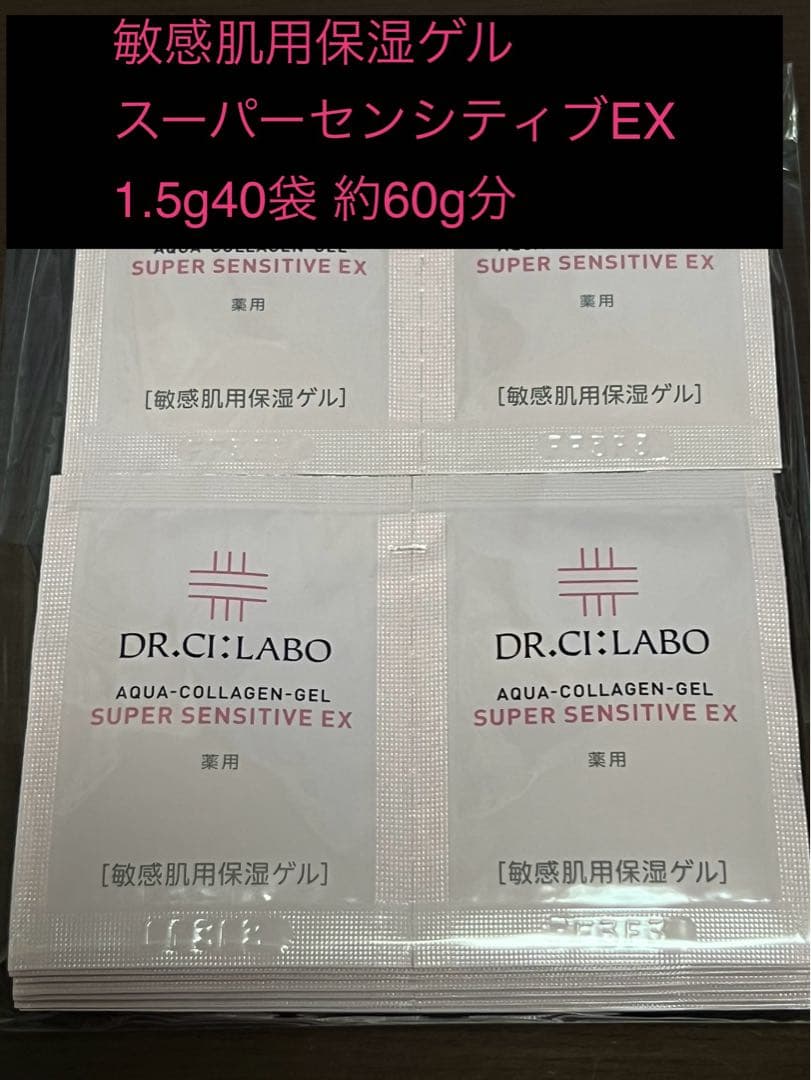 敏感肌用保湿ゲル
スーパーセンシティブEX
1.5g40袋 約60g分
SUPER SENSITIVE EX
薬用
[敏感肌用保湿ゲル]
SUPER SENSITIVE EX
薬用
[敏感肌用保湿ゲル]
DR.CI:LABO
AQUA-COLLAGEN-GEL
SUPER SENSITIVE EX
薬用
[敏感肌用保湿ゲル]
DR.CI:LABO
AQUA-COLLAGEN-GEL
SUPER SENSITIVE EX
薬用
[敏感肌用保湿ゲル]